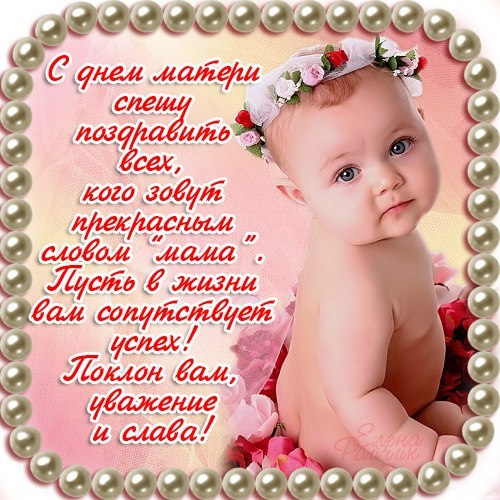 С днем матери
спешу
поздравить
всех,
кого зовут
прекрасным
словом "мама".
Пусть в жизни
вам сопутствует
успех!
Поклон вам,
уважение
и слава!
Елена